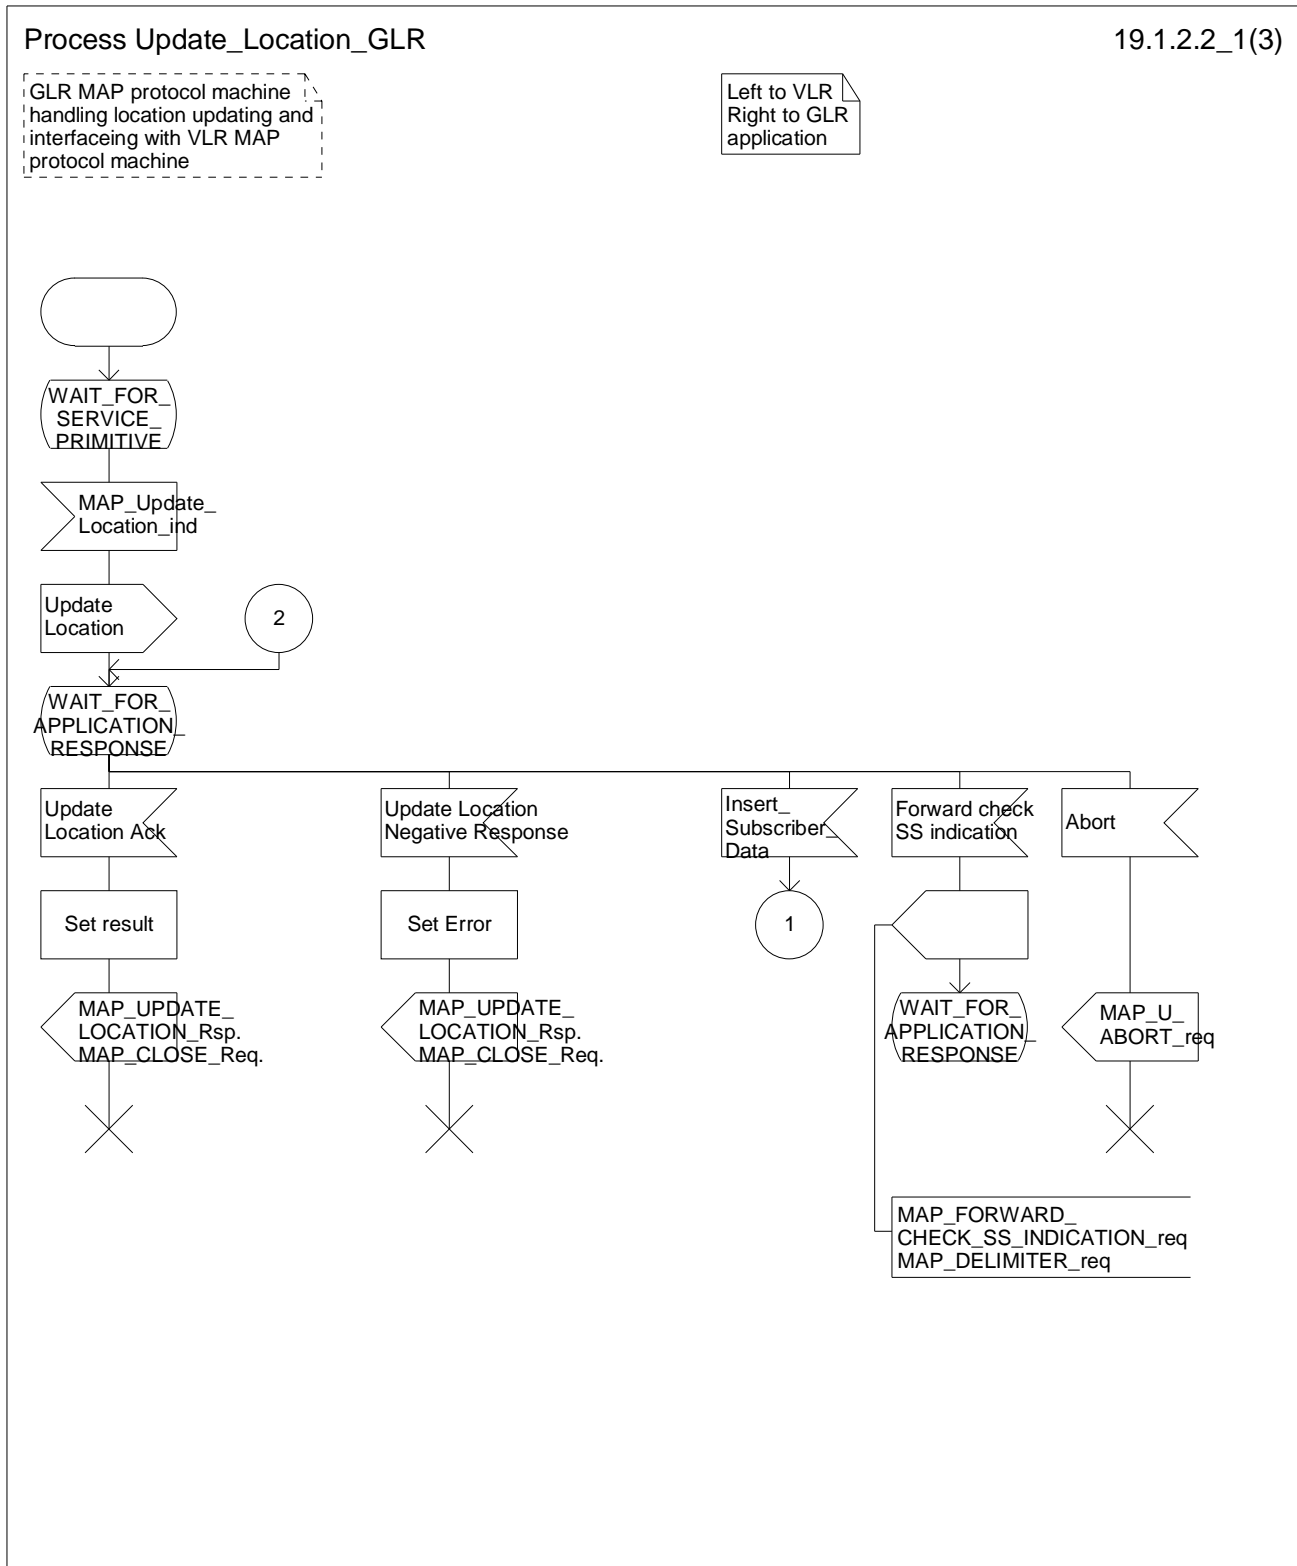 Process Update_Location_GLR
19.1.2.2_1(3)
GLR MAP protocol machine
handling location updating and
interfaceing with VLR MAP
protocol machine
Left to VLR
Right to GLR
application
WAIT_FOR_
SERVICE_
PRIMITIVE
MAP_Update_
Location_ind
Update
Location
2
WAIT_FOR_
APPLICATION_
RESPONSE
Update
Location Ack
Update Location
Negative Response
Insert_
Subscriber_
Data
Forward check
SS indication
Abort
Set result
Set Error
1
MAP_UPDATE_
LOCATION_Rsp.
MAP_CLOSE_Req.
MAP_UPDATE_
LOCATION_Rsp.
MAP_CLOSE_Req.
WAIT_FOR_
APPLICATION_
RESPONSE
MAP_U_
ABORT_req
MAP_FORWARD_
CHECK_SS_INDICATION_req
MAP_DELIMITER_req